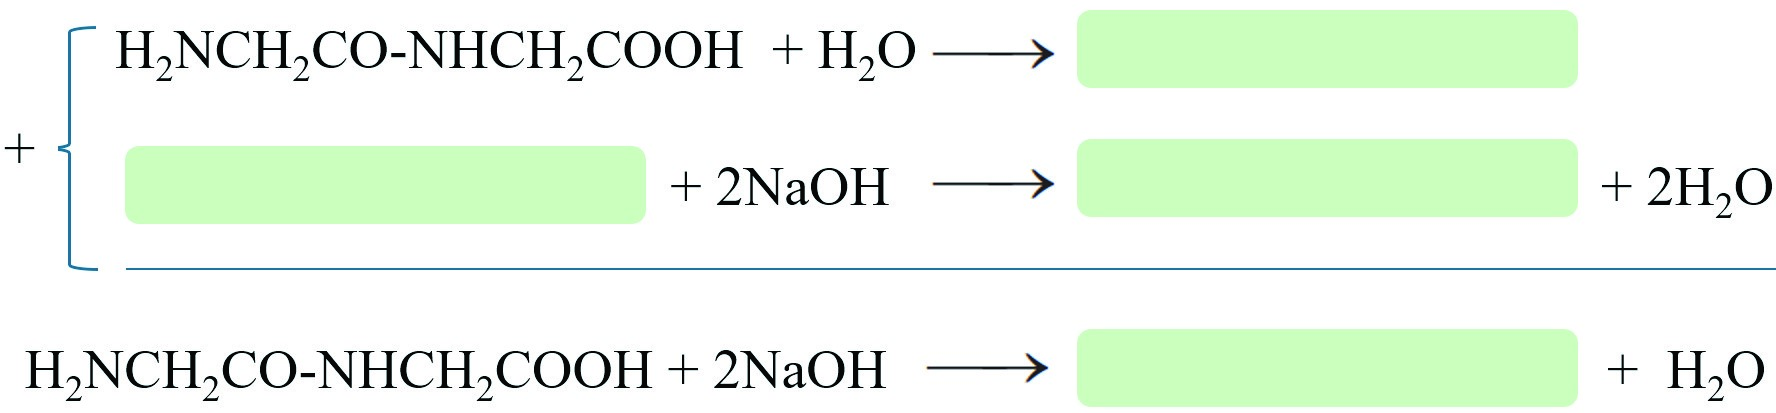 H₂NCH₂CO-NHCH₂COOH + H₂O ⟶
+
+ 2NaOH ⟶ + 2H₂O
H₂NCH₂CO-NHCH₂COOH + 2NaOH ⟶ + H₂O